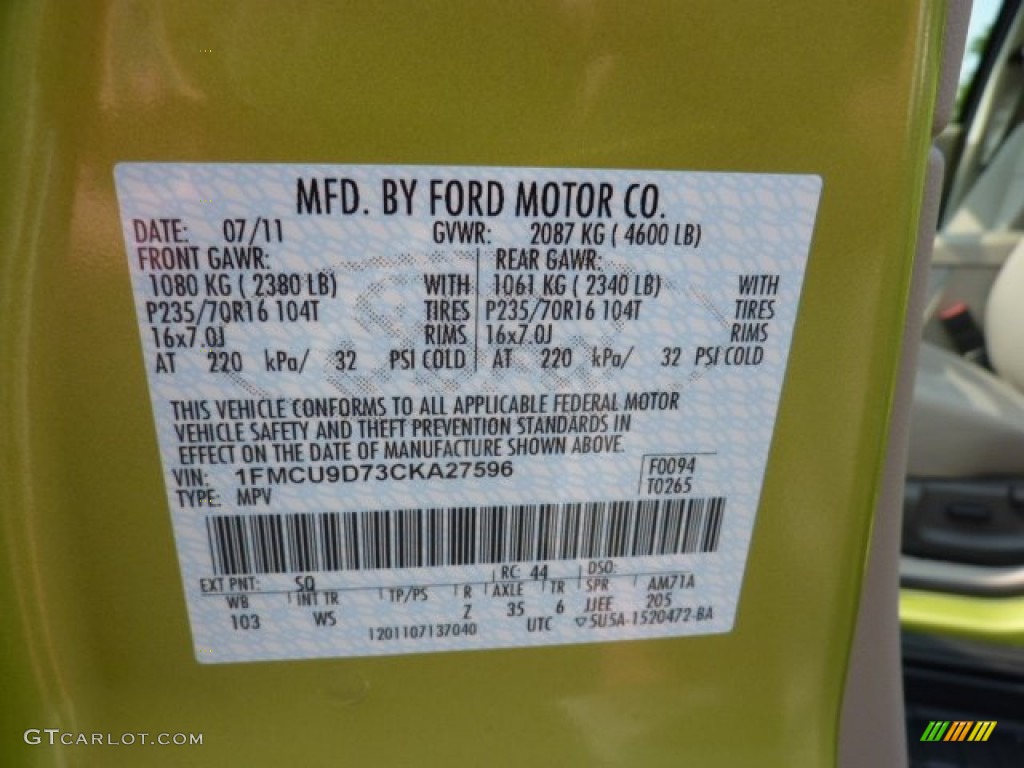 MFD. BY FORD MOTOR CO.
DATE: 07/11 GVWR: 2087 KG ( 4600 LB)
FRONT GAWR: REAR GAWR:
1080 KG ( 2380 LB) WITH 1061 KG ( 2340 LB) WITH
P235/70R16 104T TIRES P235/70R16 104T TIRES
16x7.0J RIMS 16x7.0J RIMS
AT 220 kPa/ 32 PSI COLD AT 220 kPa/ 32 PSI COLD
THIS VEHICLE CONFORMS TO ALL APPLICABLE FEDERAL MOTOR
VEHICLE SAFETY AND THEFT PREVENTION STANDARDS IN
EFFECT ON THE DATE OF MANUFACTURE SHOWN ABOVE.
VIN: 1FMCU9D73CKA27596 F0094
TYPE: MPV T0265
EXT PNT: SQ RC: 44 DSO:
WB INT TR TP/PS R AXLE TR SPR AM71A
103 WS Z 35 6 JJEE 205
1201107137040 UTC ▽5U5A-1520472-BA
GTCARLOT.COM